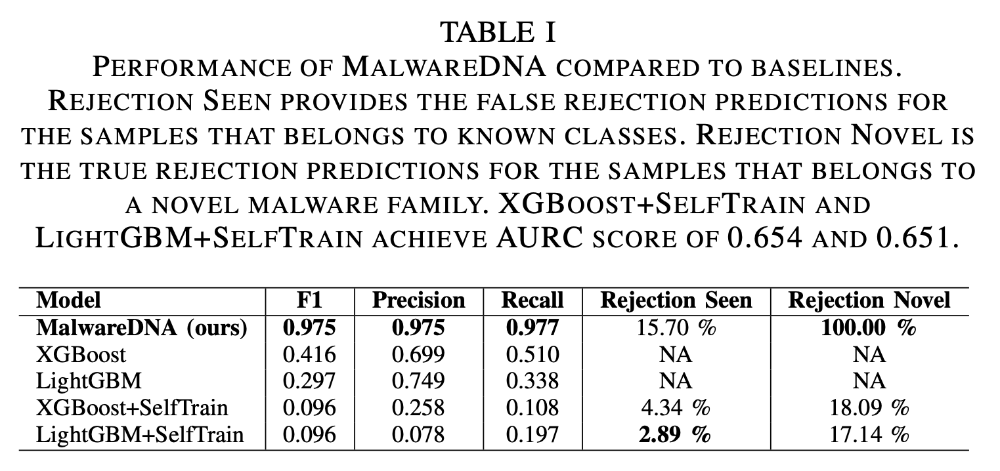 TABLE I
PERFORMANCE OF MALWAREDNA COMPARED TO BASELINES.
REJECTION SEEN PROVIDES THE FALSE REJECTION PREDICTIONS FOR
THE SAMPLES THAT BELONGS TO KNOWN CLASSES. REJECTION NOVEL IS
THE TRUE REJECTION PREDICTIONS FOR THE SAMPLES THAT BELONGS TO
A NOVEL MALWARE FAMILY. XGBOOST+SELFTRAIN AND
LIGHTGBM+SELFTRAIN ACHIEVE AURC SCORE OF 0.654 AND 0.651.
Model F1 Precision Recall Rejection Seen Rejection Novel
MalwareDNA (ours) 0.975 0.975 0.977 15.70 % 100.00 %
XGBoost 0.416 0.699 0.510 NA NA
LightGBM 0.297 0.749 0.338 NA NA
XGBoost+SelfTrain 0.096 0.258 0.108 4.34 % 18.09 %
LightGBM+SelfTrain 0.096 0.078 0.197 2.89 % 17.14 %